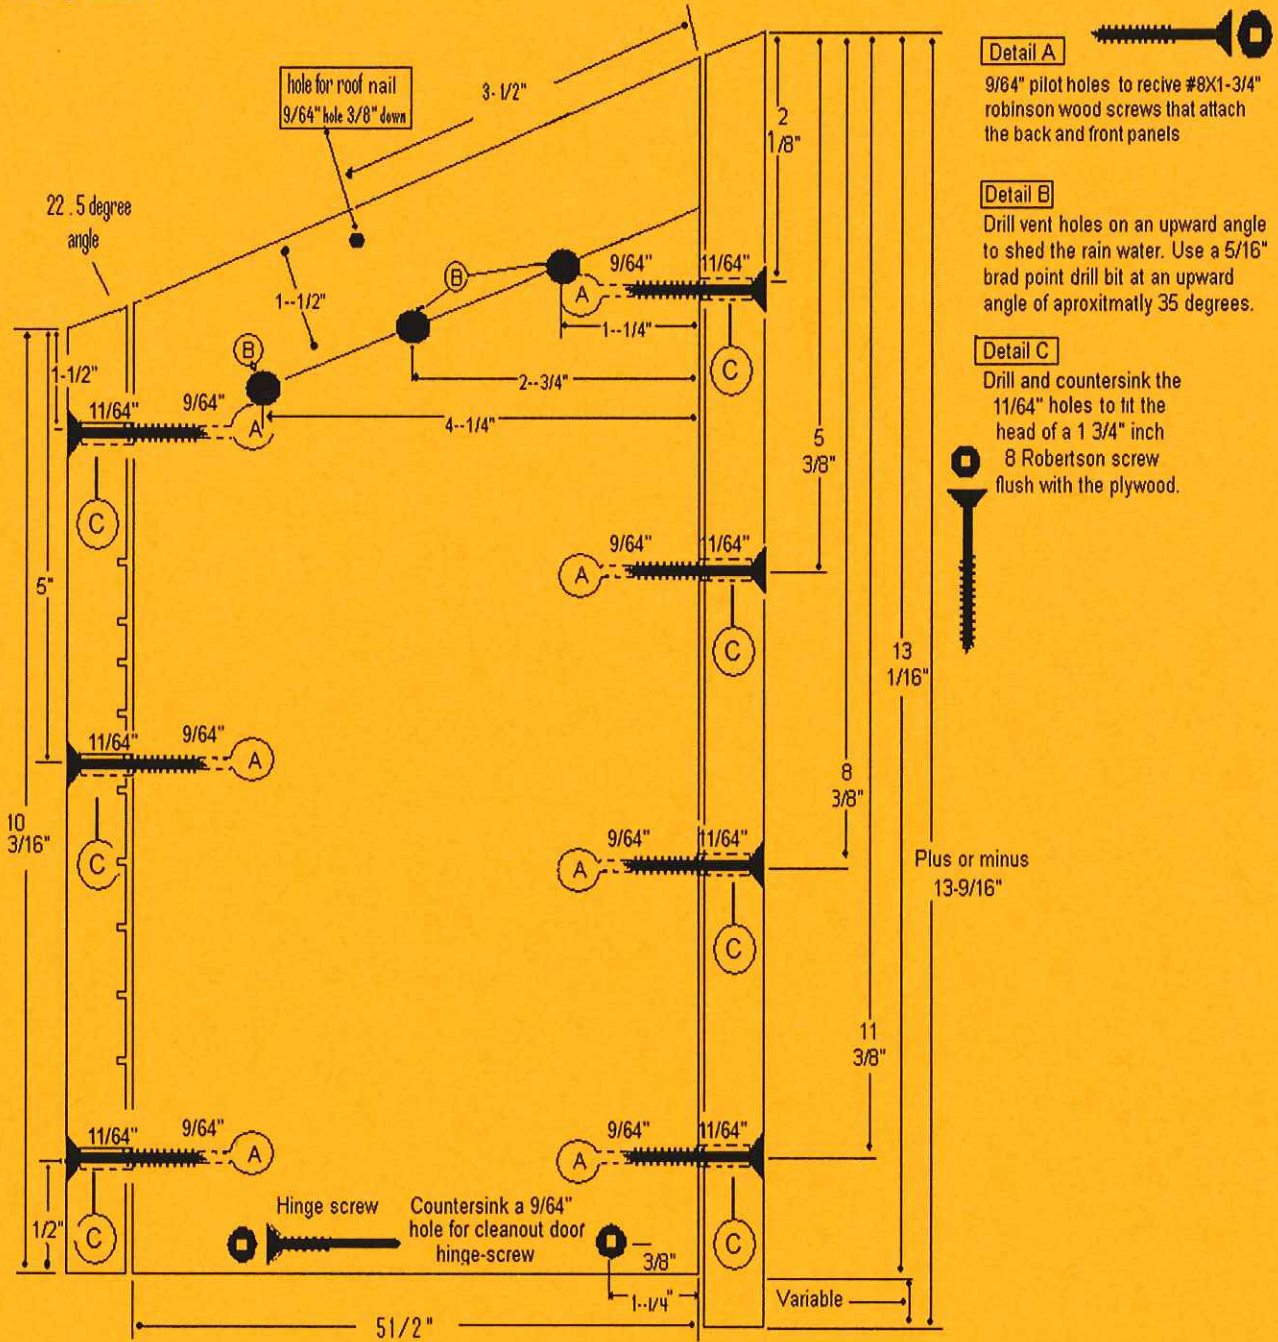 hole for roof nail
9/64" hole 3/8" down
3-1/2"
22 . 5 degree
angle
1--1/2"
B
B
A
9/64"
11/64"
1--1/4"
C
2--3/4"
4--1/4"
1-1/2"
11/64"
9/64"
A
C
5"
11/64"
9/64"
A
C
10
3/16"
11/64"
9/64"
A
C
1/2"
2
1/8"
5
3/8"
9/64"
11/64"
A
C
13
1/16"
8
3/8"
9/64"
11/64"
A
C
Plus or minus
13-9/16"
11
3/8"
9/64"
11/64"
A
C
Hinge screw
Countersink a 9/64"
hole for cleanout door
hinge-screw
3/8"
1--1/4"
Variable
51/2"
Detail A
9/64" pilot holes to recive #8X1-3/4"
robinson wood screws that attach
the back and front panels
Detail B
Drill vent holes on an upward angle
to shed the rain water. Use a 5/16"
brad point drill bit at an upward
angle of aproxitmatly 35 degrees.
Detail C
Drill and countersink the
11/64" holes to fit the
head of a 1 3/4" inch
8 Robertson screw
flush with the plywood.